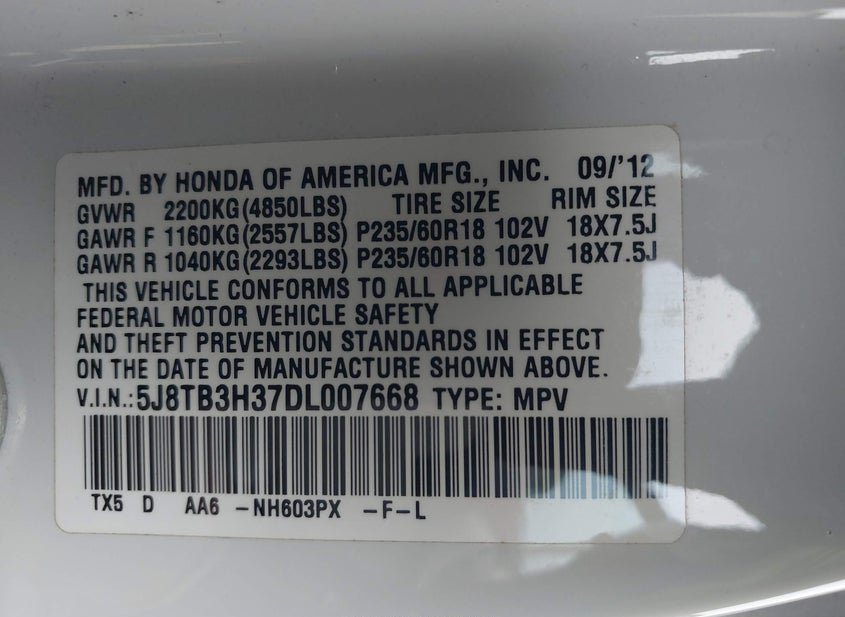 MFD. BY HONDA OF AMERICA MFG., INC. 09/'12
GVWR 2200KG(4850LBS) TIRE SIZE RIM SIZE
GAWR F 1160KG(2557LBS) P235/60R18 102V 18X7.5J
GAWR R 1040KG(2293LBS) P235/60R18 102V 18X7.5J
THIS VEHICLE CONFORMS TO ALL APPLICABLE
FEDERAL MOTOR VEHICLE SAFETY
AND THEFT PREVENTION STANDARDS IN EFFECT
ON THE DATE OF MANUFACTURE SHOWN ABOVE.
V.I.N.:5J8TB3H37DL007668 TYPE: MPV
TX5 D AA6 -NH603PX -F-L